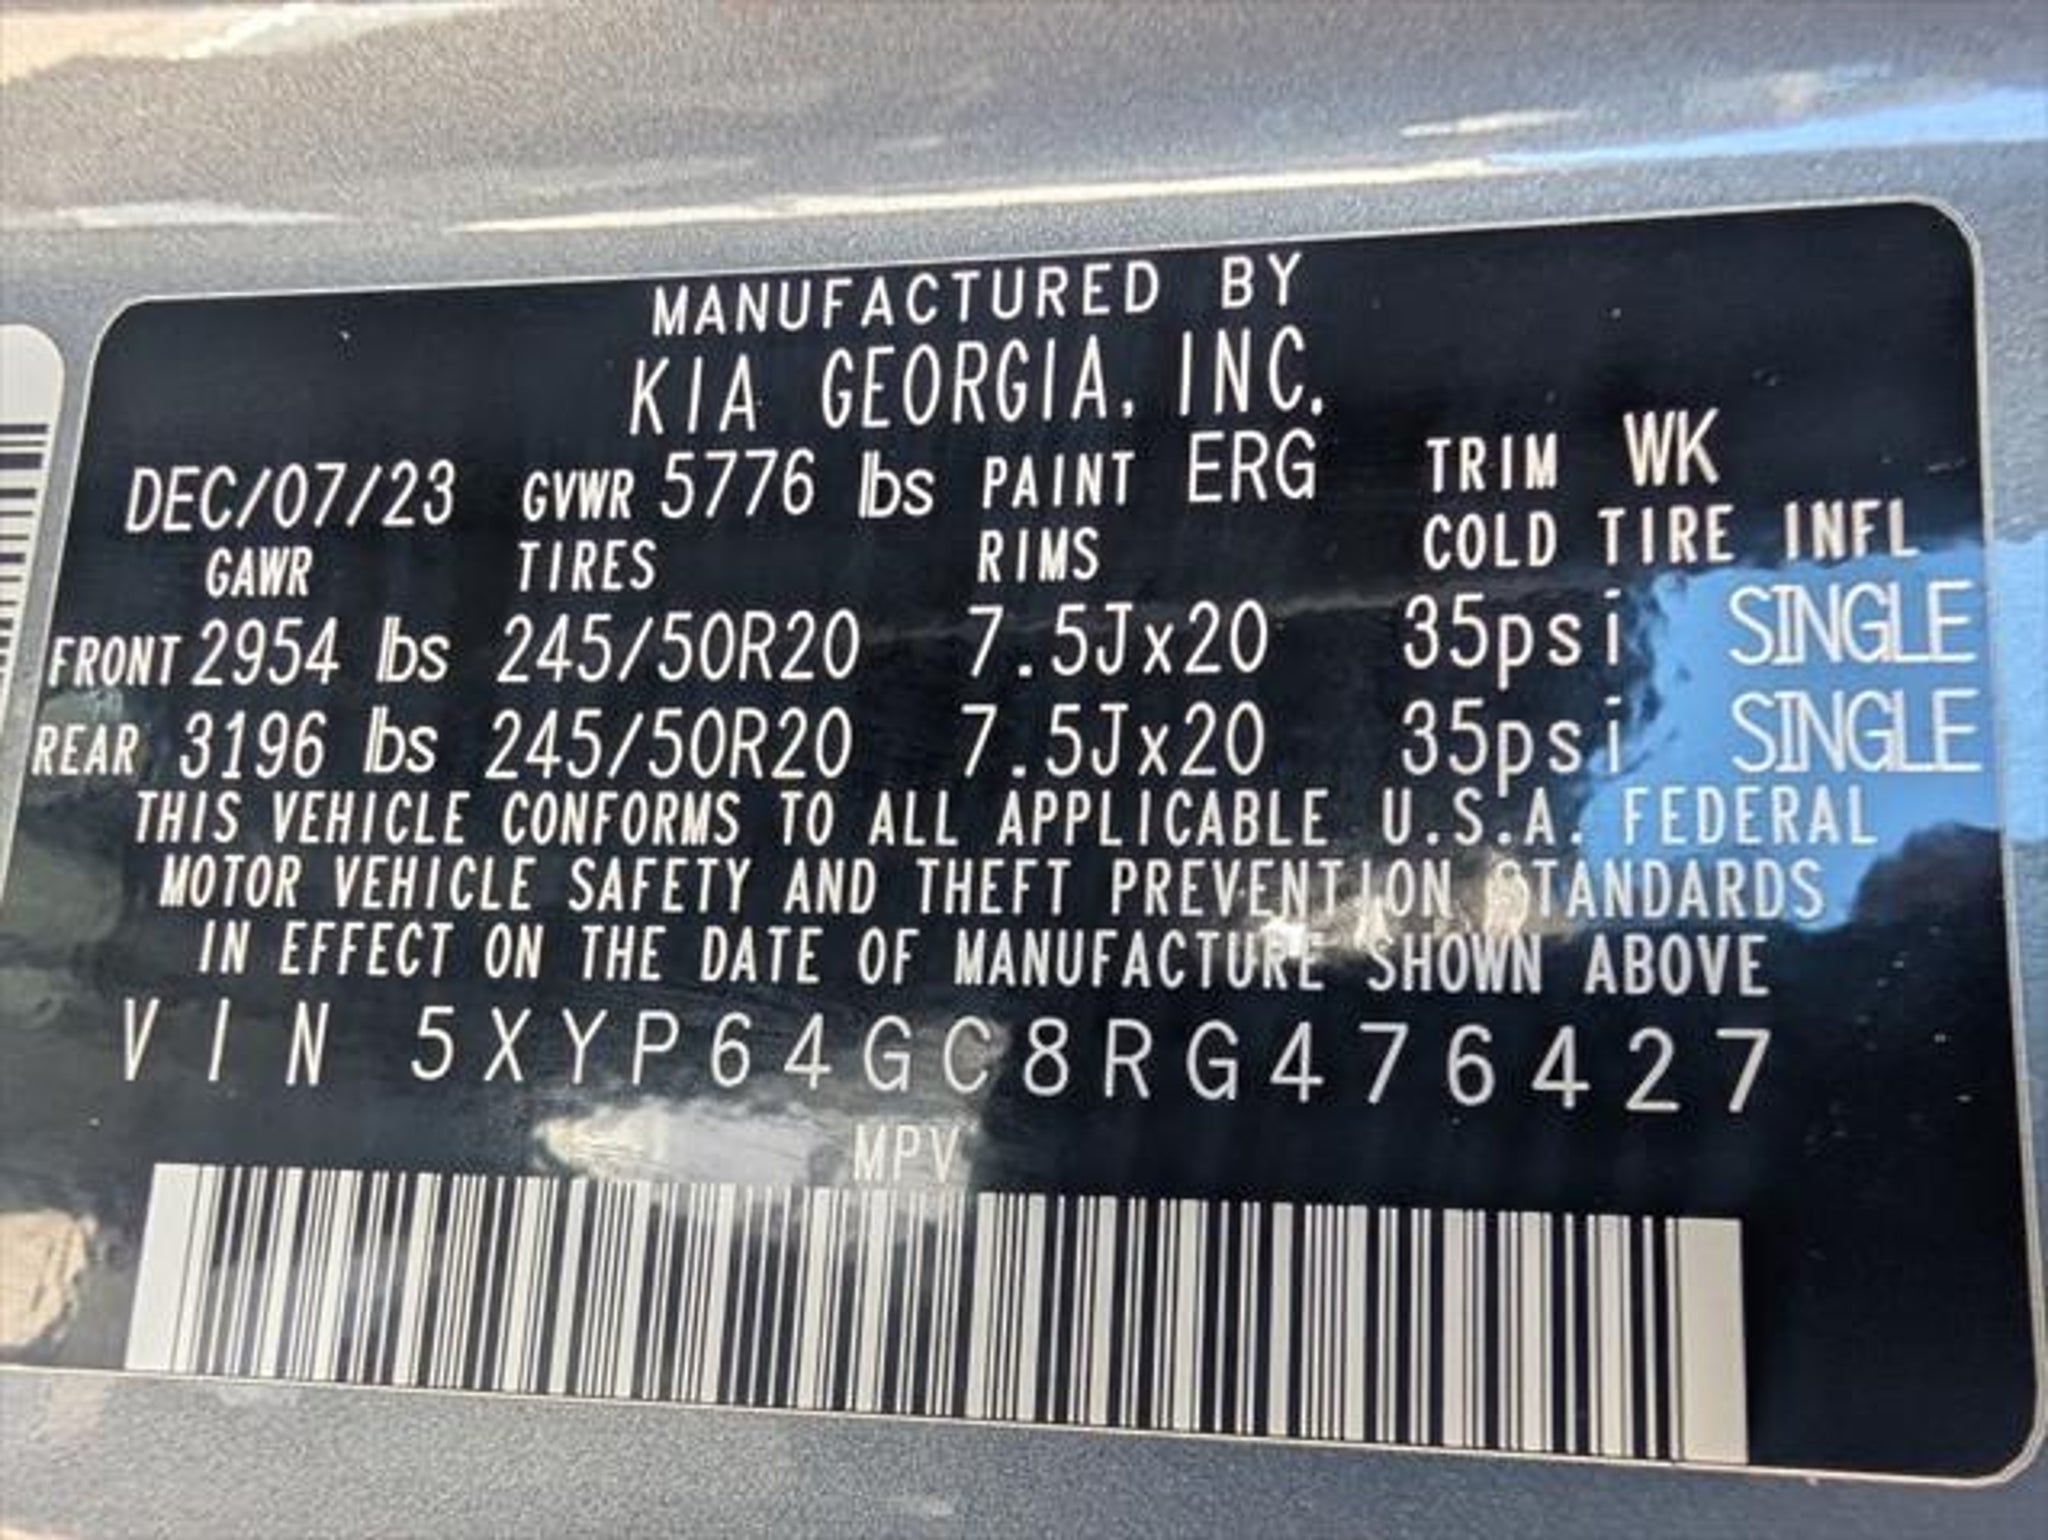 MANUFACTURED BY
KIA GEORGIA, INC.
DEC/07/23 GVWR 5776 lbs PAINT ERG TRIM WK
GAWR TIRES RIMS COLD TIRE INFL
FRONT 2954 lbs 245/50R20 7.5Jx20 35psi SINGLE
REAR 3196 lbs 245/50R20 7.5Jx20 35psi SINGLE
THIS VEHICLE CONFORMS TO ALL APPLICABLE U.S.A. FEDERAL
MOTOR VEHICLE SAFETY AND THEFT PREVENTION STANDARDS
IN EFFECT ON THE DATE OF MANUFACTURE SHOWN ABOVE
VIN 5XYP64GC8RG476427
MPV